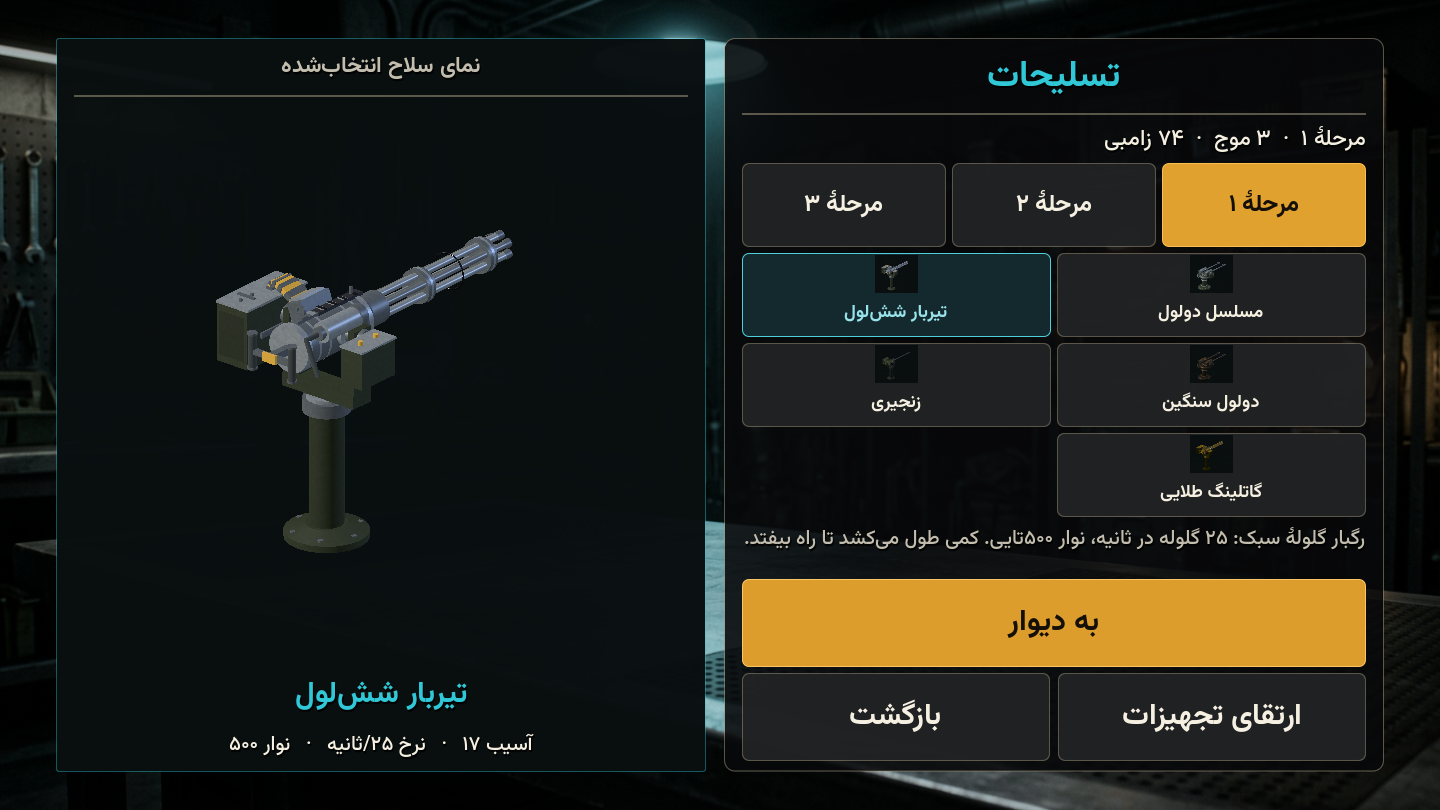 تسلیحات
مرحلهٔ ۱ · ۳ موج · ۷۴ زامبی
مرحلهٔ ۱
مرحلهٔ ۲
مرحلهٔ ۳
مسلسل دولول
تیربار شش‌لول
دولول سنگین
زنجیری
گاتلینگ طلایی
رگبار گلولهٔ سبک: ۲۵ گلوله در ثانیه، نوار ۵۰۰تایی. کمی طول می‌کشد تا راه بیفتد.
به دیوار
ارتقای تجهیزات
بازگشت
نمای سلاح انتخاب‌شده
تیربار شش‌لول
آسیب ۱۷ · نرخ ۲۵/ثانیه · نوار ۵۰۰